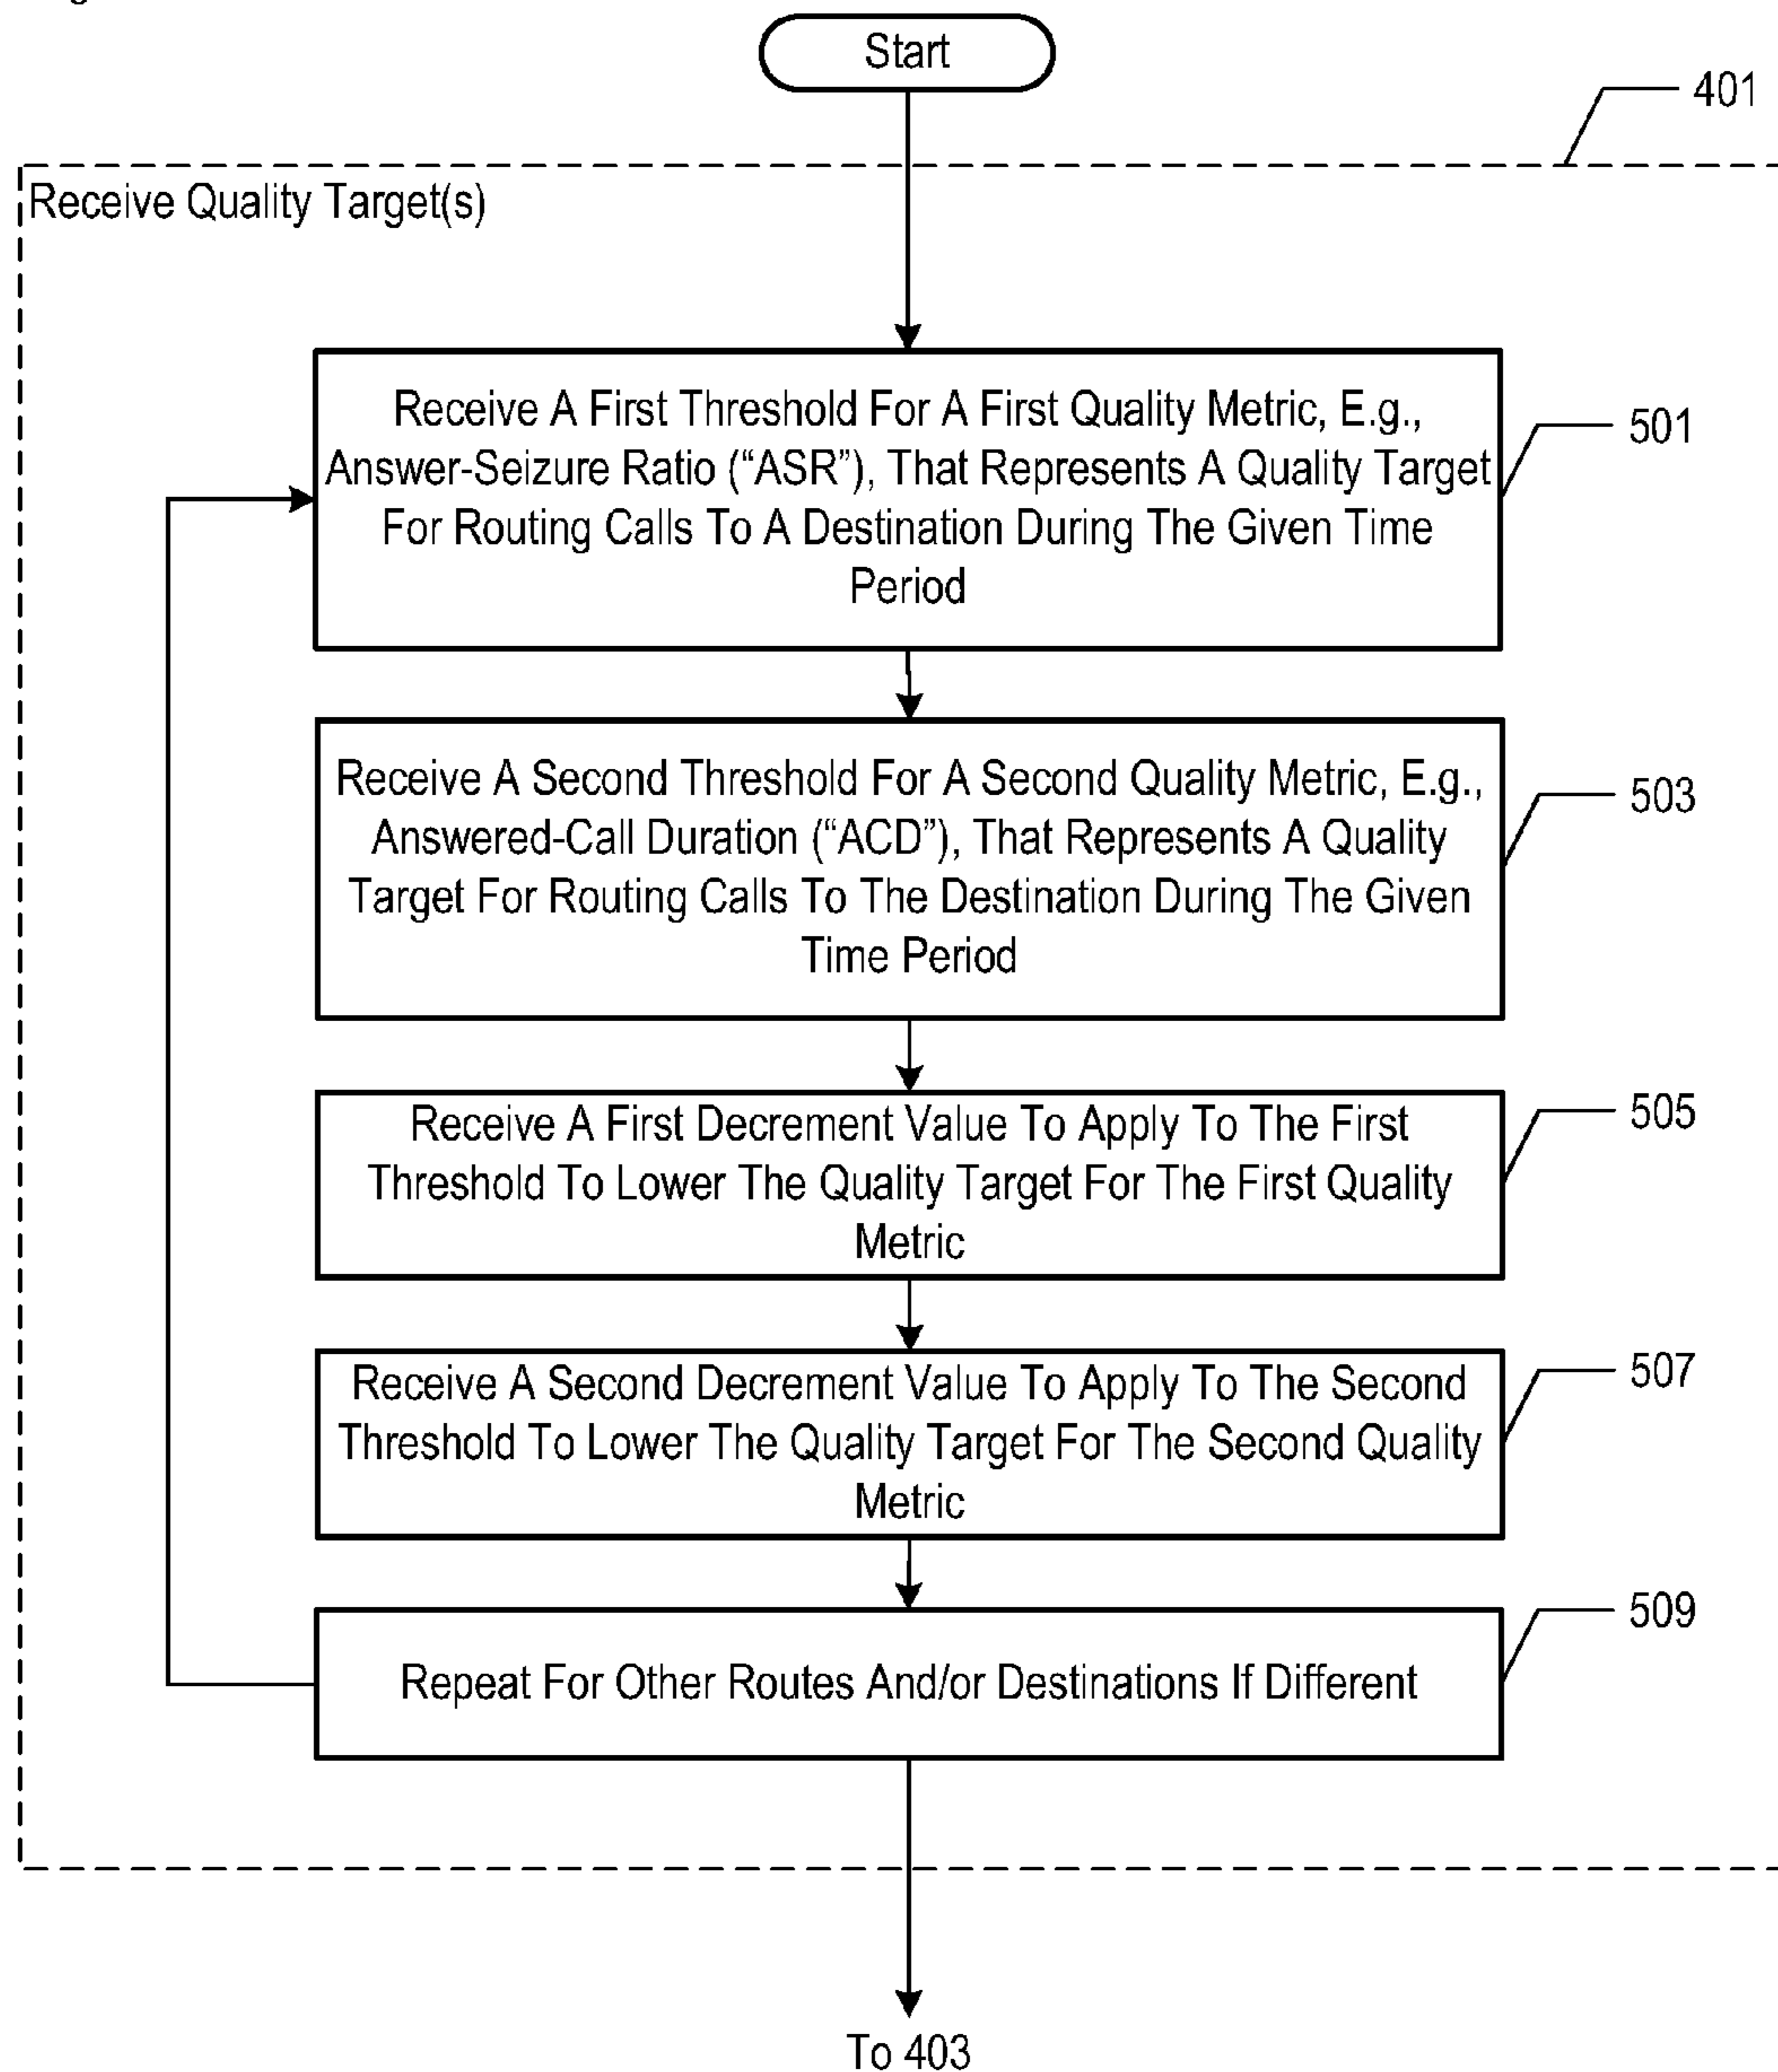 Start
401
Receive Quality Target(s)
Receive A First Threshold For A First Quality Metric, E.g.,
Answer-Seizure Ratio (“ASR”), That Represents A Quality Target
For Routing Calls To A Destination During The Given Time
Period
501
Receive A Second Threshold For A Second Quality Metric, E.g.,
Answered-Call Duration (“ACD”), That Represents A Quality
Target For Routing Calls To The Destination During The Given
Time Period
503
Receive A First Decrement Value To Apply To The First
Threshold To Lower The Quality Target For The First Quality
Metric
505
Receive A Second Decrement Value To Apply To The Second
Threshold To Lower The Quality Target For The Second Quality
Metric
507
Repeat For Other Routes And/or Destinations If Different
509
To 403